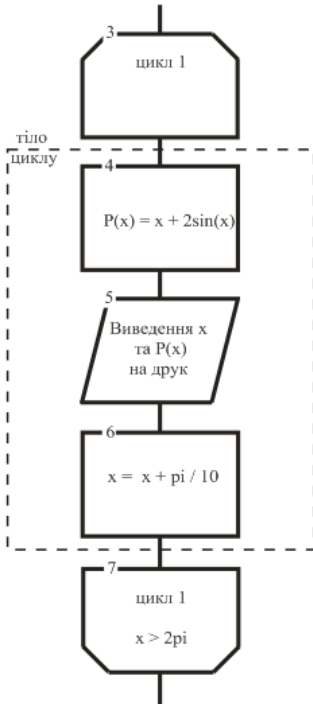 3
цикл 1
тіло
циклу
4
P(x) = x + 2sin(x)
5
Виведення x
та P(x)
на друк
6
x = x + pi / 10
7
цикл 1
x > 2pi